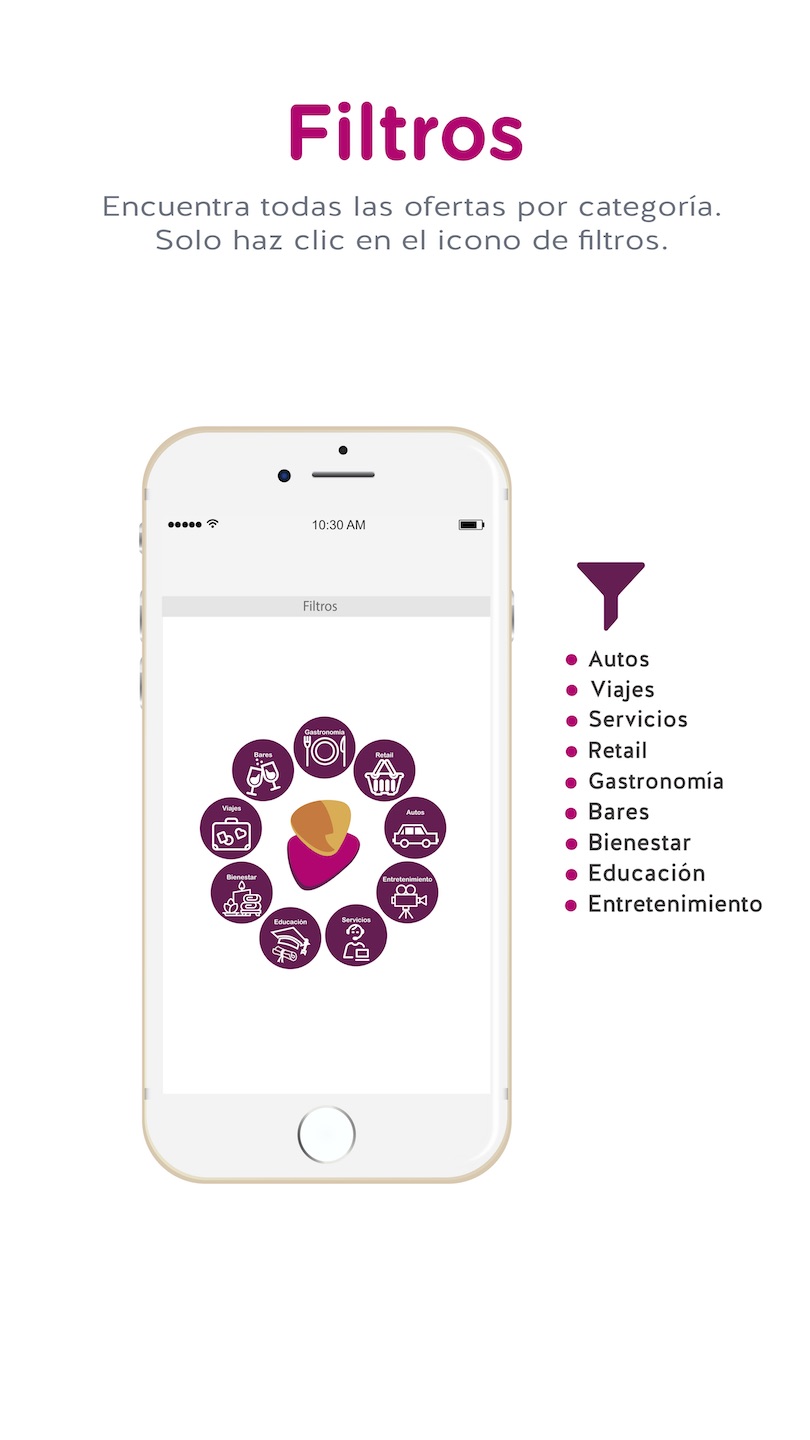 Filtros
Encuentra todas las ofertas por categoría.
Solo haz clic en el icono de filtros.
10:30 AM
Filtros
Gastronomía
Bares
Retail
Viajes
Autos
Bienestar
Entretenimiento
Educación
Servicios
Autos
Viajes
Servicios
Retail
Gastronomía
Bares
Bienestar
Educación
Entretenimiento